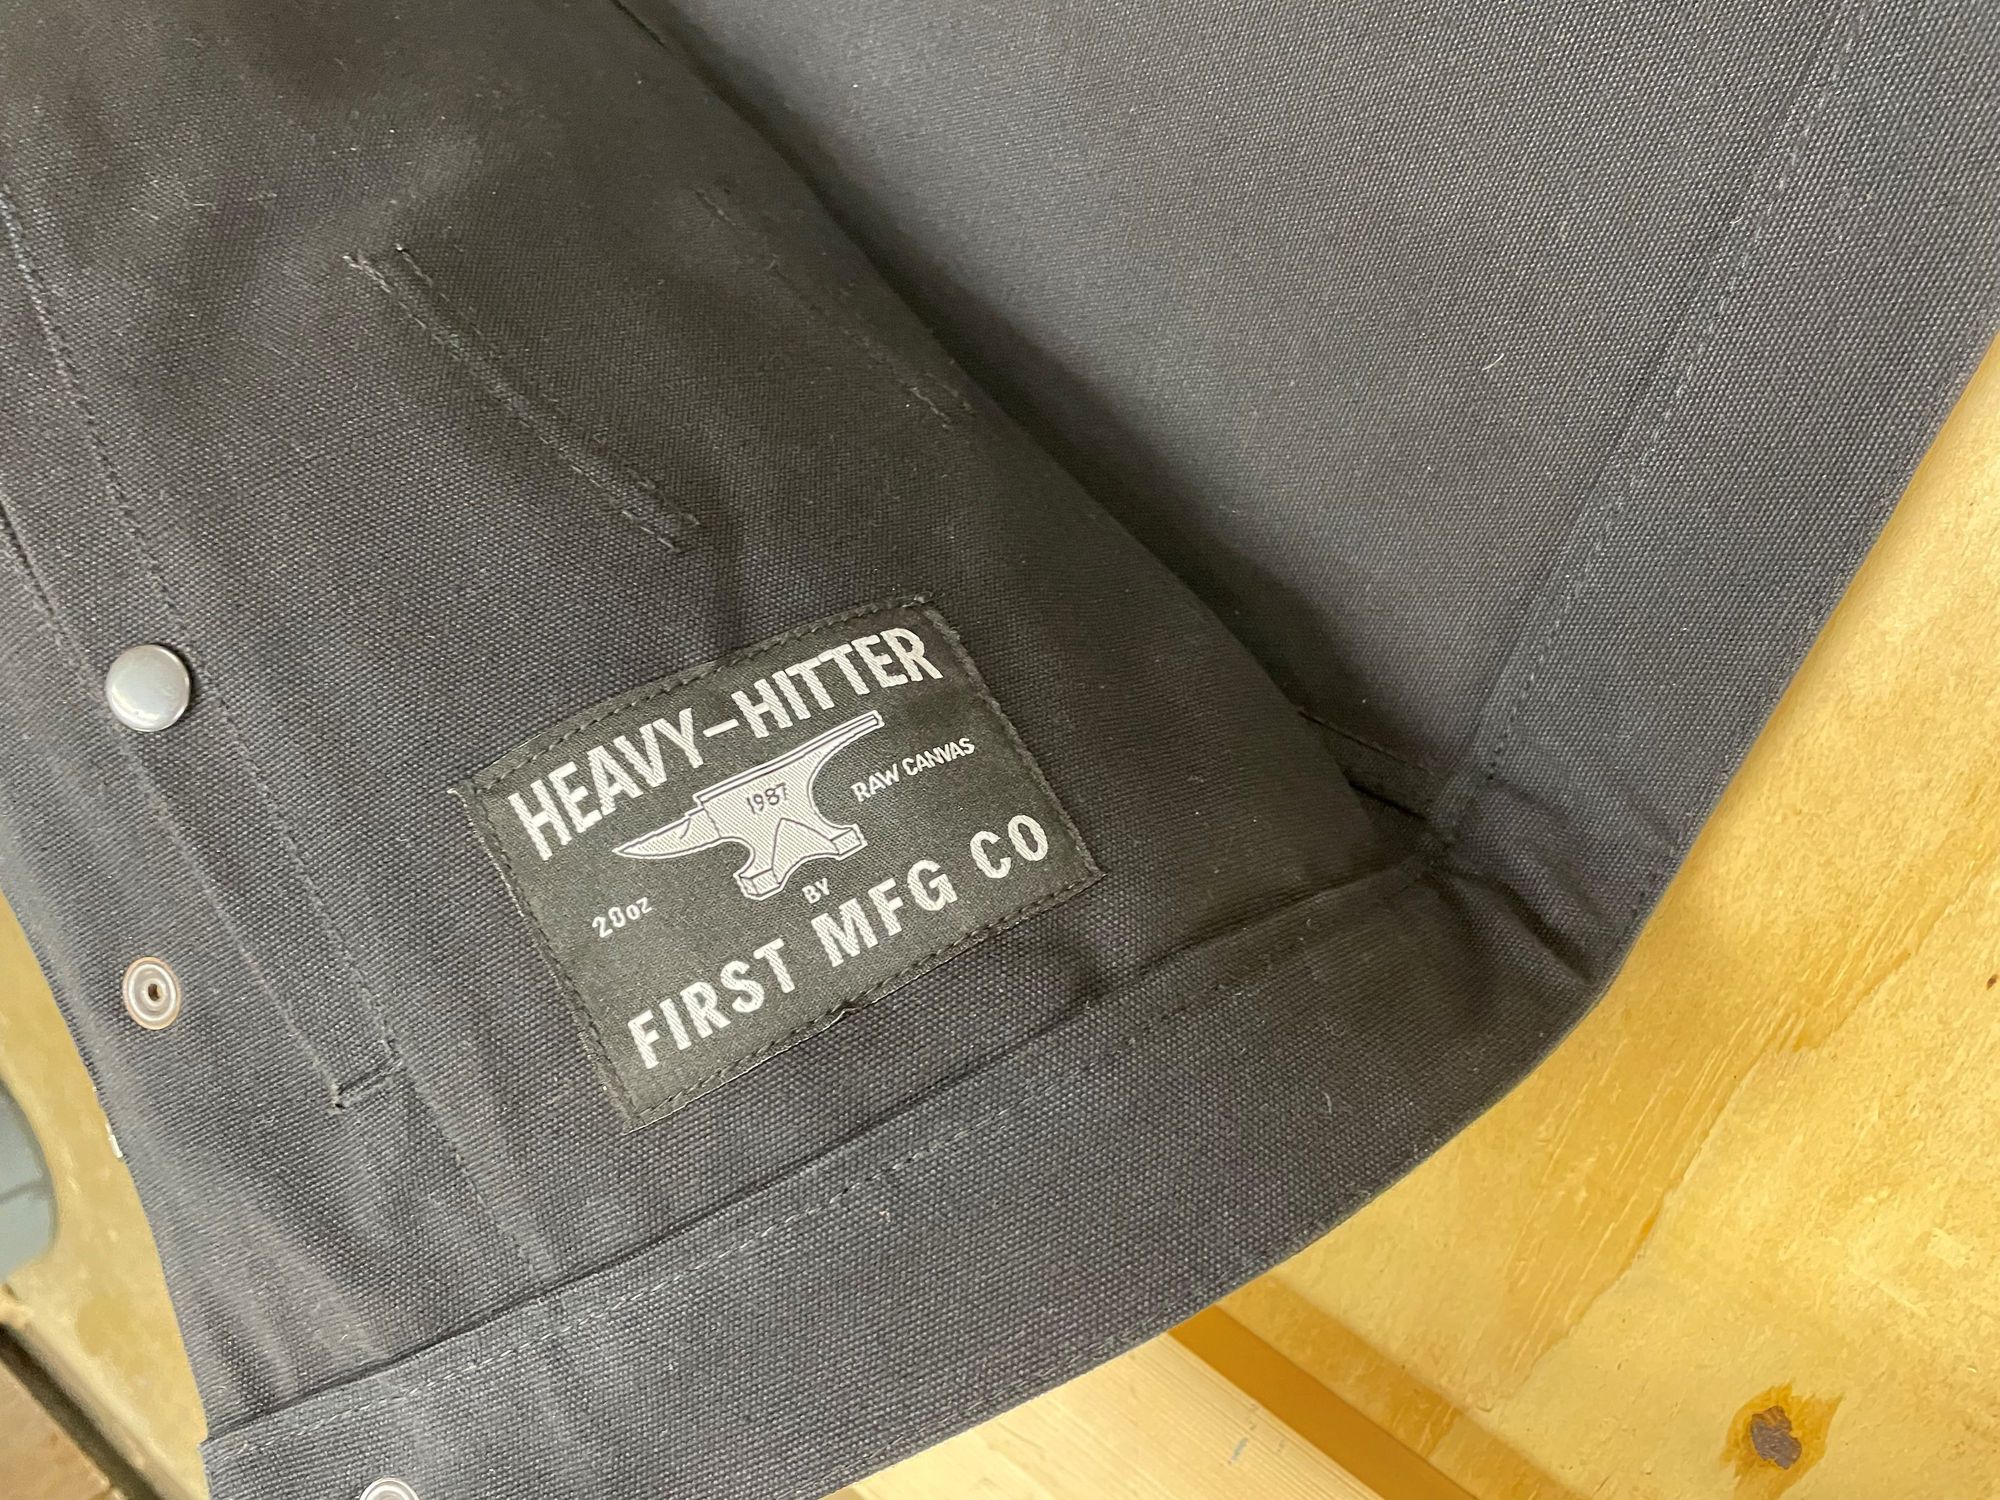 HEAVY-HITTER
1987
RAW CANVAS
20oz
BY
FIRST MFG CO